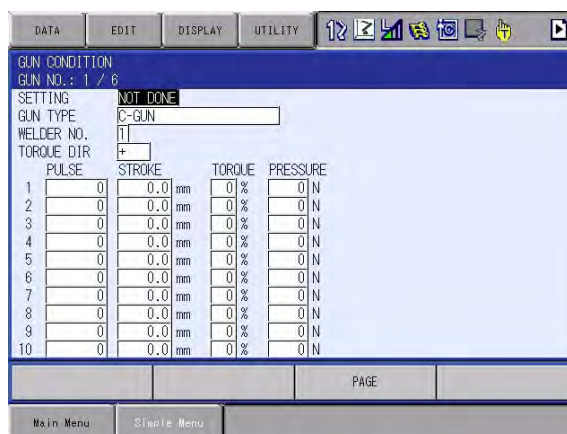 DATA EDIT DISPLAY UTILITY
GUN CONDITION
GUN NO.: 1 / 6
SETTING NOT DONE
GUN TYPE C-GUN
WELDER NO. 1
TORQUE DIR +
PULSE STROKE TORQUE PRESSURE
1 0 0.0 mm 0 % 0 N
2 0 0.0 mm 0 % 0 N
3 0 0.0 mm 0 % 0 N
4 0 0.0 mm 0 % 0 N
5 0 0.0 mm 0 % 0 N
6 0 0.0 mm 0 % 0 N
7 0 0.0 mm 0 % 0 N
8 0 0.0 mm 0 % 0 N
9 0 0.0 mm 0 % 0 N
10 0 0.0 mm 0 % 0 N
PAGE
Main Menu Simple Menu